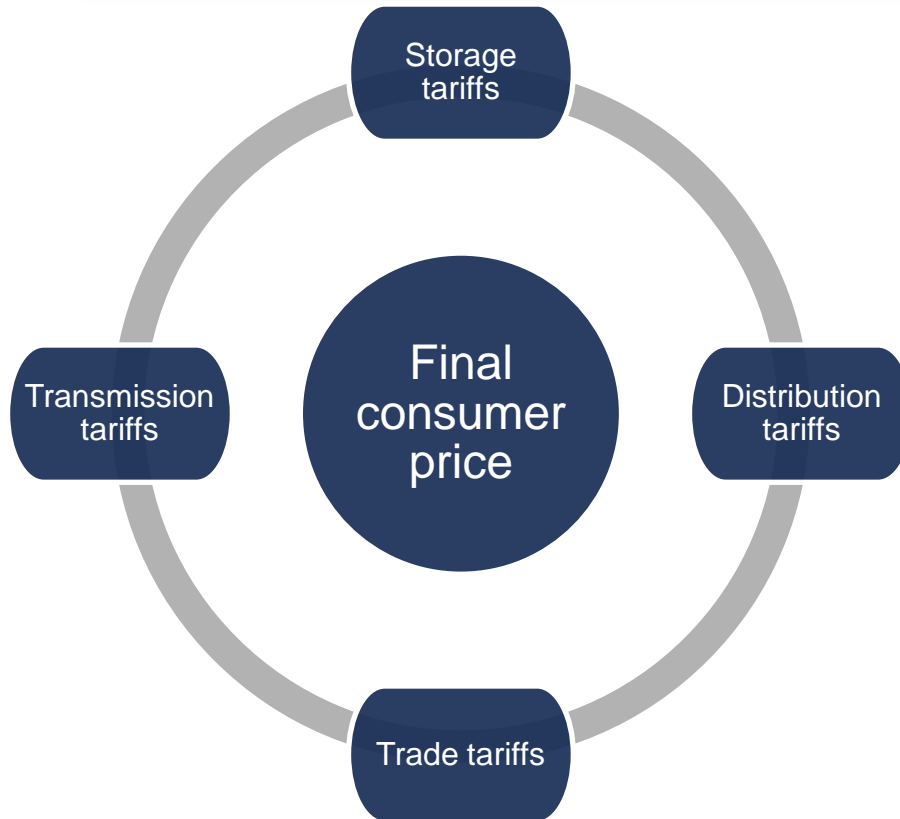 Storage
tariffs
Transmission
tariffs
Final
consumer
price
Distribution
tariffs
Trade tariffs